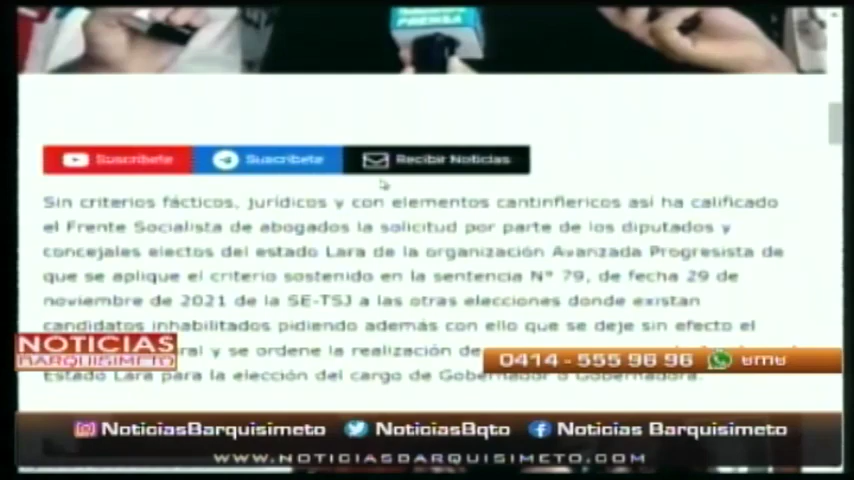 PRENSA
Suscribete
Suscribete
Recibir Noticias
Sin criterios fácticos, jurídicos y con elementos cantinflericos así ha calificado
el Frente Socialista de abogados la solicitud por parte de los diputados y
concejales electos del estado Lara de la organización Avanzada Progresista de
que se aplique el criterio sostenido en la sentencia N° 79, de fecha 29 de
noviembre de 2021 de la SE-TSJ a las otras elecciones donde existan
candidatos inhabilitados pidiendo además con ello que se deje sin efecto el
ral y se ordene la realización de
Estado Lara para la elección del cargo de Gobernador o Gobernadora.
NOTICIAS
BARQUISIMETO
0414 - 555 96 96
NoticiasBarquisimeto
NoticiasBqto
Noticias Barquisimeto
WWW.NOTICIASBARQUISIMETO.COM